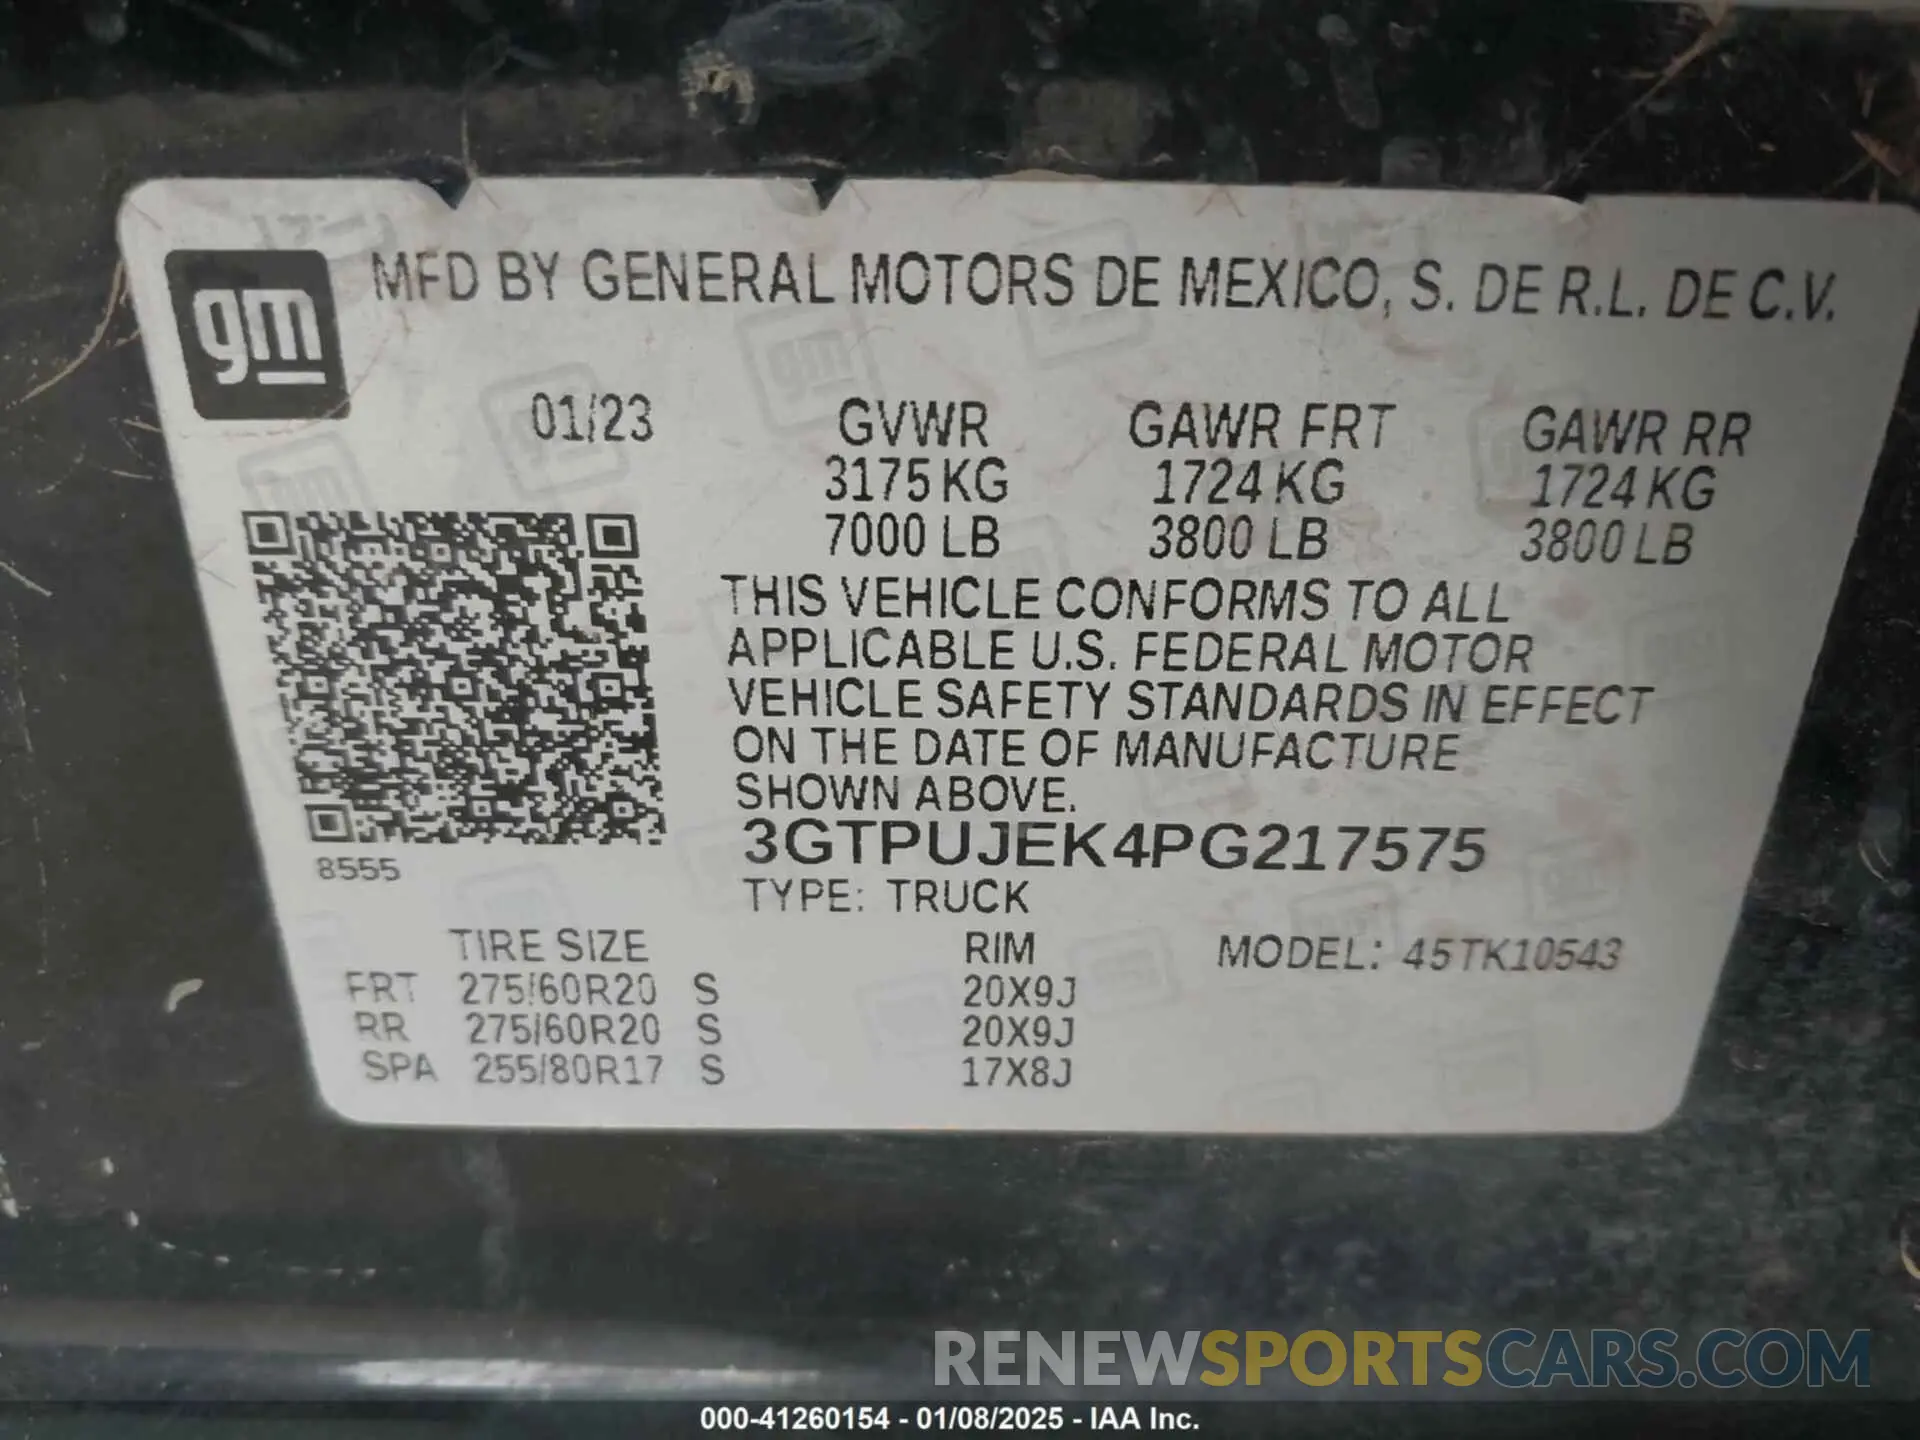 gm
MFD BY GENERAL MOTORS DE MEXICO, S. DE R.L. DE C.V.
01/23
GVWR GAWR FRT GAWR RR
3175 KG 1724 KG 1724 KG
7000 LB 3800 LB 3800 LB
THIS VEHICLE CONFORMS TO ALL
APPLICABLE U.S. FEDERAL MOTOR
VEHICLE SAFETY STANDARDS IN EFFECT
ON THE DATE OF MANUFACTURE
SHOWN ABOVE.
3GTPUJEK4PG217575
8555
TYPE: TRUCK
TIRE SIZE RIM MODEL: 45TK10543
FRT 275/60R20 S 20X9J
RR 275/60R20 S 20X9J
SPA 255/80R17 S 17X8J
RENEWSPORTSCARS.COM
000-41260154 - 01/08/2025 - IAA Inc.